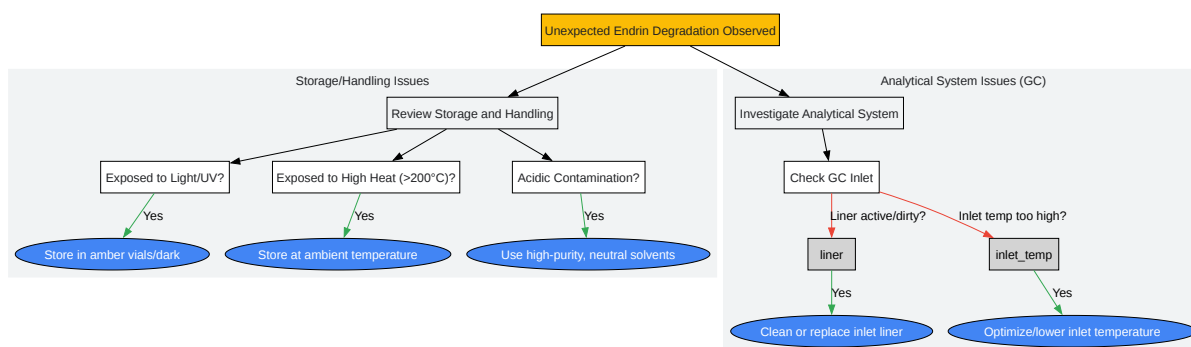 Unexpected Endrin Degradation Observed
Storage/Handling Issues
Analytical System Issues (GC)
Review Storage and Handling
Investigate Analytical System
Exposed to Light/UV?
Exposed to High Heat (>200°C)?
Acidic Contamination?
Check GC Inlet
Yes
Yes
Yes
Liner active/dirty?
Inlet temp too high?
Store in amber vials/dark
Store at ambient temperature
Use high-purity, neutral solvents
liner
inlet_temp
Yes
Yes
Clean or replace inlet liner
Optimize/lower inlet temperature